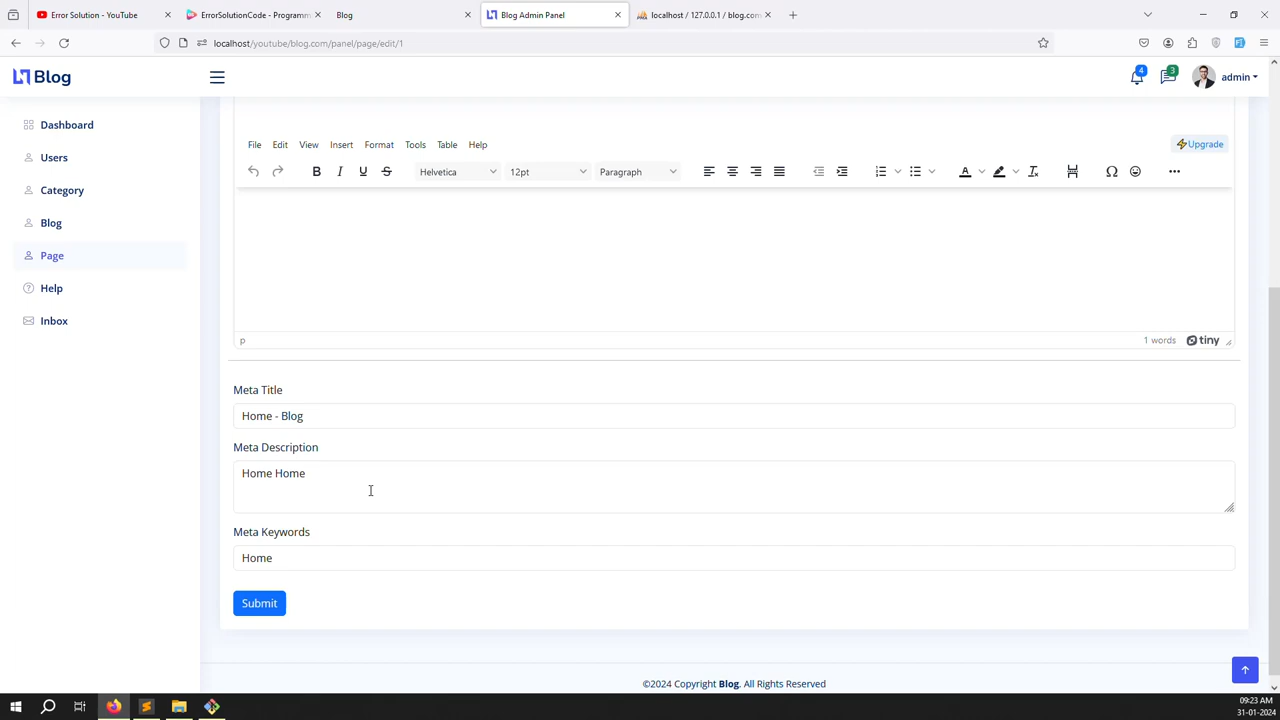 Error Solution - YouTube
ErrorSolutionCode - Programm
Blog
Blog Admin Panel
localhost / 127.0.0.1 / blog.com
localhost/youtube/blog.com/panel/page/edit/1
Blog
4
3
admin
Dashboard
Users
Category
Blog
Page
Help
Inbox
File Edit View Insert Format Tools Table Help
Upgrade
B I U S Helvetica 12pt Paragraph A
p
1 words
tiny
Meta Title
Home - Blog
Meta Description
Home Home
Meta Keywords
Home
Submit
©2024 Copyright Blog. All Rights Reserved
09:23 AM
31-01-2024